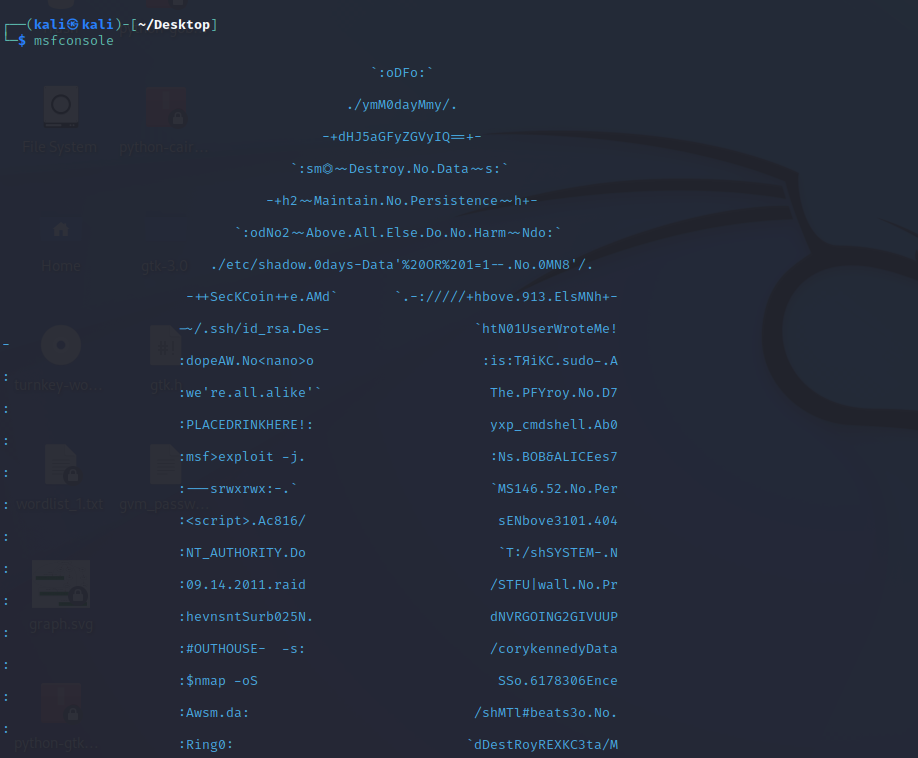 ┌──(kali㉿kali)-[~/Desktop]
└─$ msfconsole
`:oDFo:`
./ymM0dayMmy/.
-+dHJ5aGFyZGVyIQ==+-
`:sm⏣~~Destroy.No.Data~~s:`
-+h2~~Maintain.No.Persistence~~h+-
`:odNo2~~Above.All.Else.Do.No.Harm~~Ndo:`
./etc/shadow.0days-Data'%20OR%201=1--.No.0MN8'/.
-++SecKCoin++e.AMd` `.-://///+hbove.913.ElsMNh+-
-
~/.ssh/id_rsa.Des- `htN01UserWroteMe!
:
:dopeAW.No<nano>o :is:TЯiKC.sudo-.A
:
:we're.all.alike'` The.PFYroy.No.D7
:
:PLACEDRINKHERE!: yxp_cmdshell.Ab0
:
:msf>exploit -j. :Ns.BOB&ALICEes7
:
:---srwxrwx:-.` `MS146.52.No.Per
:
:<script>.Ac816/ sENbove3101.404
:
:NT_AUTHORITY.Do `T:/shSYSTEM-.N
:
:09.14.2011.raid /STFU|wall.No.Pr
:
:hevnsntSurb025N. dNVRGOING2GIVUUP
:
:#OUTHOUSE- -s: /corykennedyData
:
:$nmap -oS SSo.6178306Ence
:
:Awsm.da: /shMTl#beats3o.No.
:
:Ring0: `dDestRoyREXKC3ta/M
File System
python-call...
Home
gtk-3.0
turnkey-wo...
gtk.h
wordlist_1.txt
gvm_passw...
graph.svg
python-gtk...